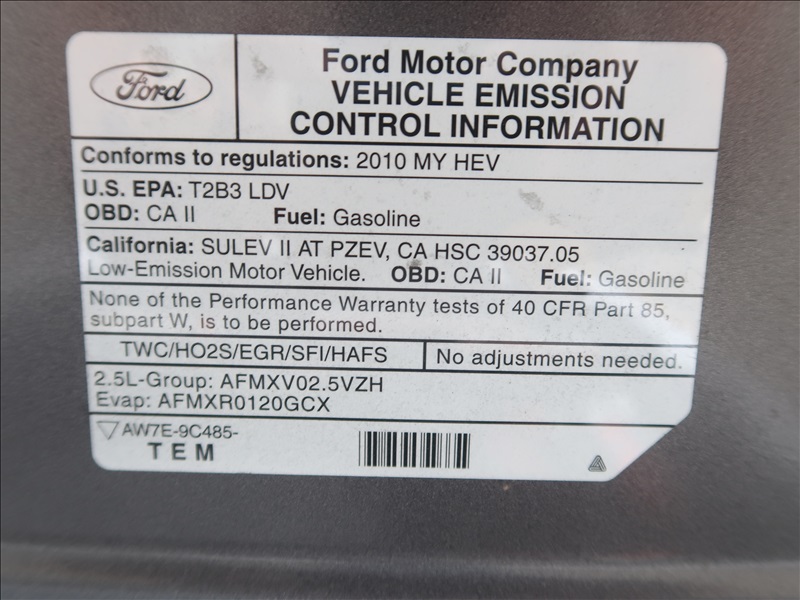 Ford
Ford Motor Company
VEHICLE EMISSION
CONTROL INFORMATION
Conforms to regulations: 2010 MY HEV
U.S. EPA: T2B3 LDV
OBD: CA II Fuel: Gasoline
California: SULEV II AT PZEV, CA HSC 39037.05
Low-Emission Motor Vehicle. OBD: CA II Fuel: Gasoline
None of the Performance Warranty tests of 40 CFR Part 85,
subpart W, is to be performed.
TWC/HO2S/EGR/SFI/HAFS No adjustments needed.
2.5L-Group: AFMXV02.5VZH
Evap: AFMXR0120GCX
AW7E-9C485-
TEM